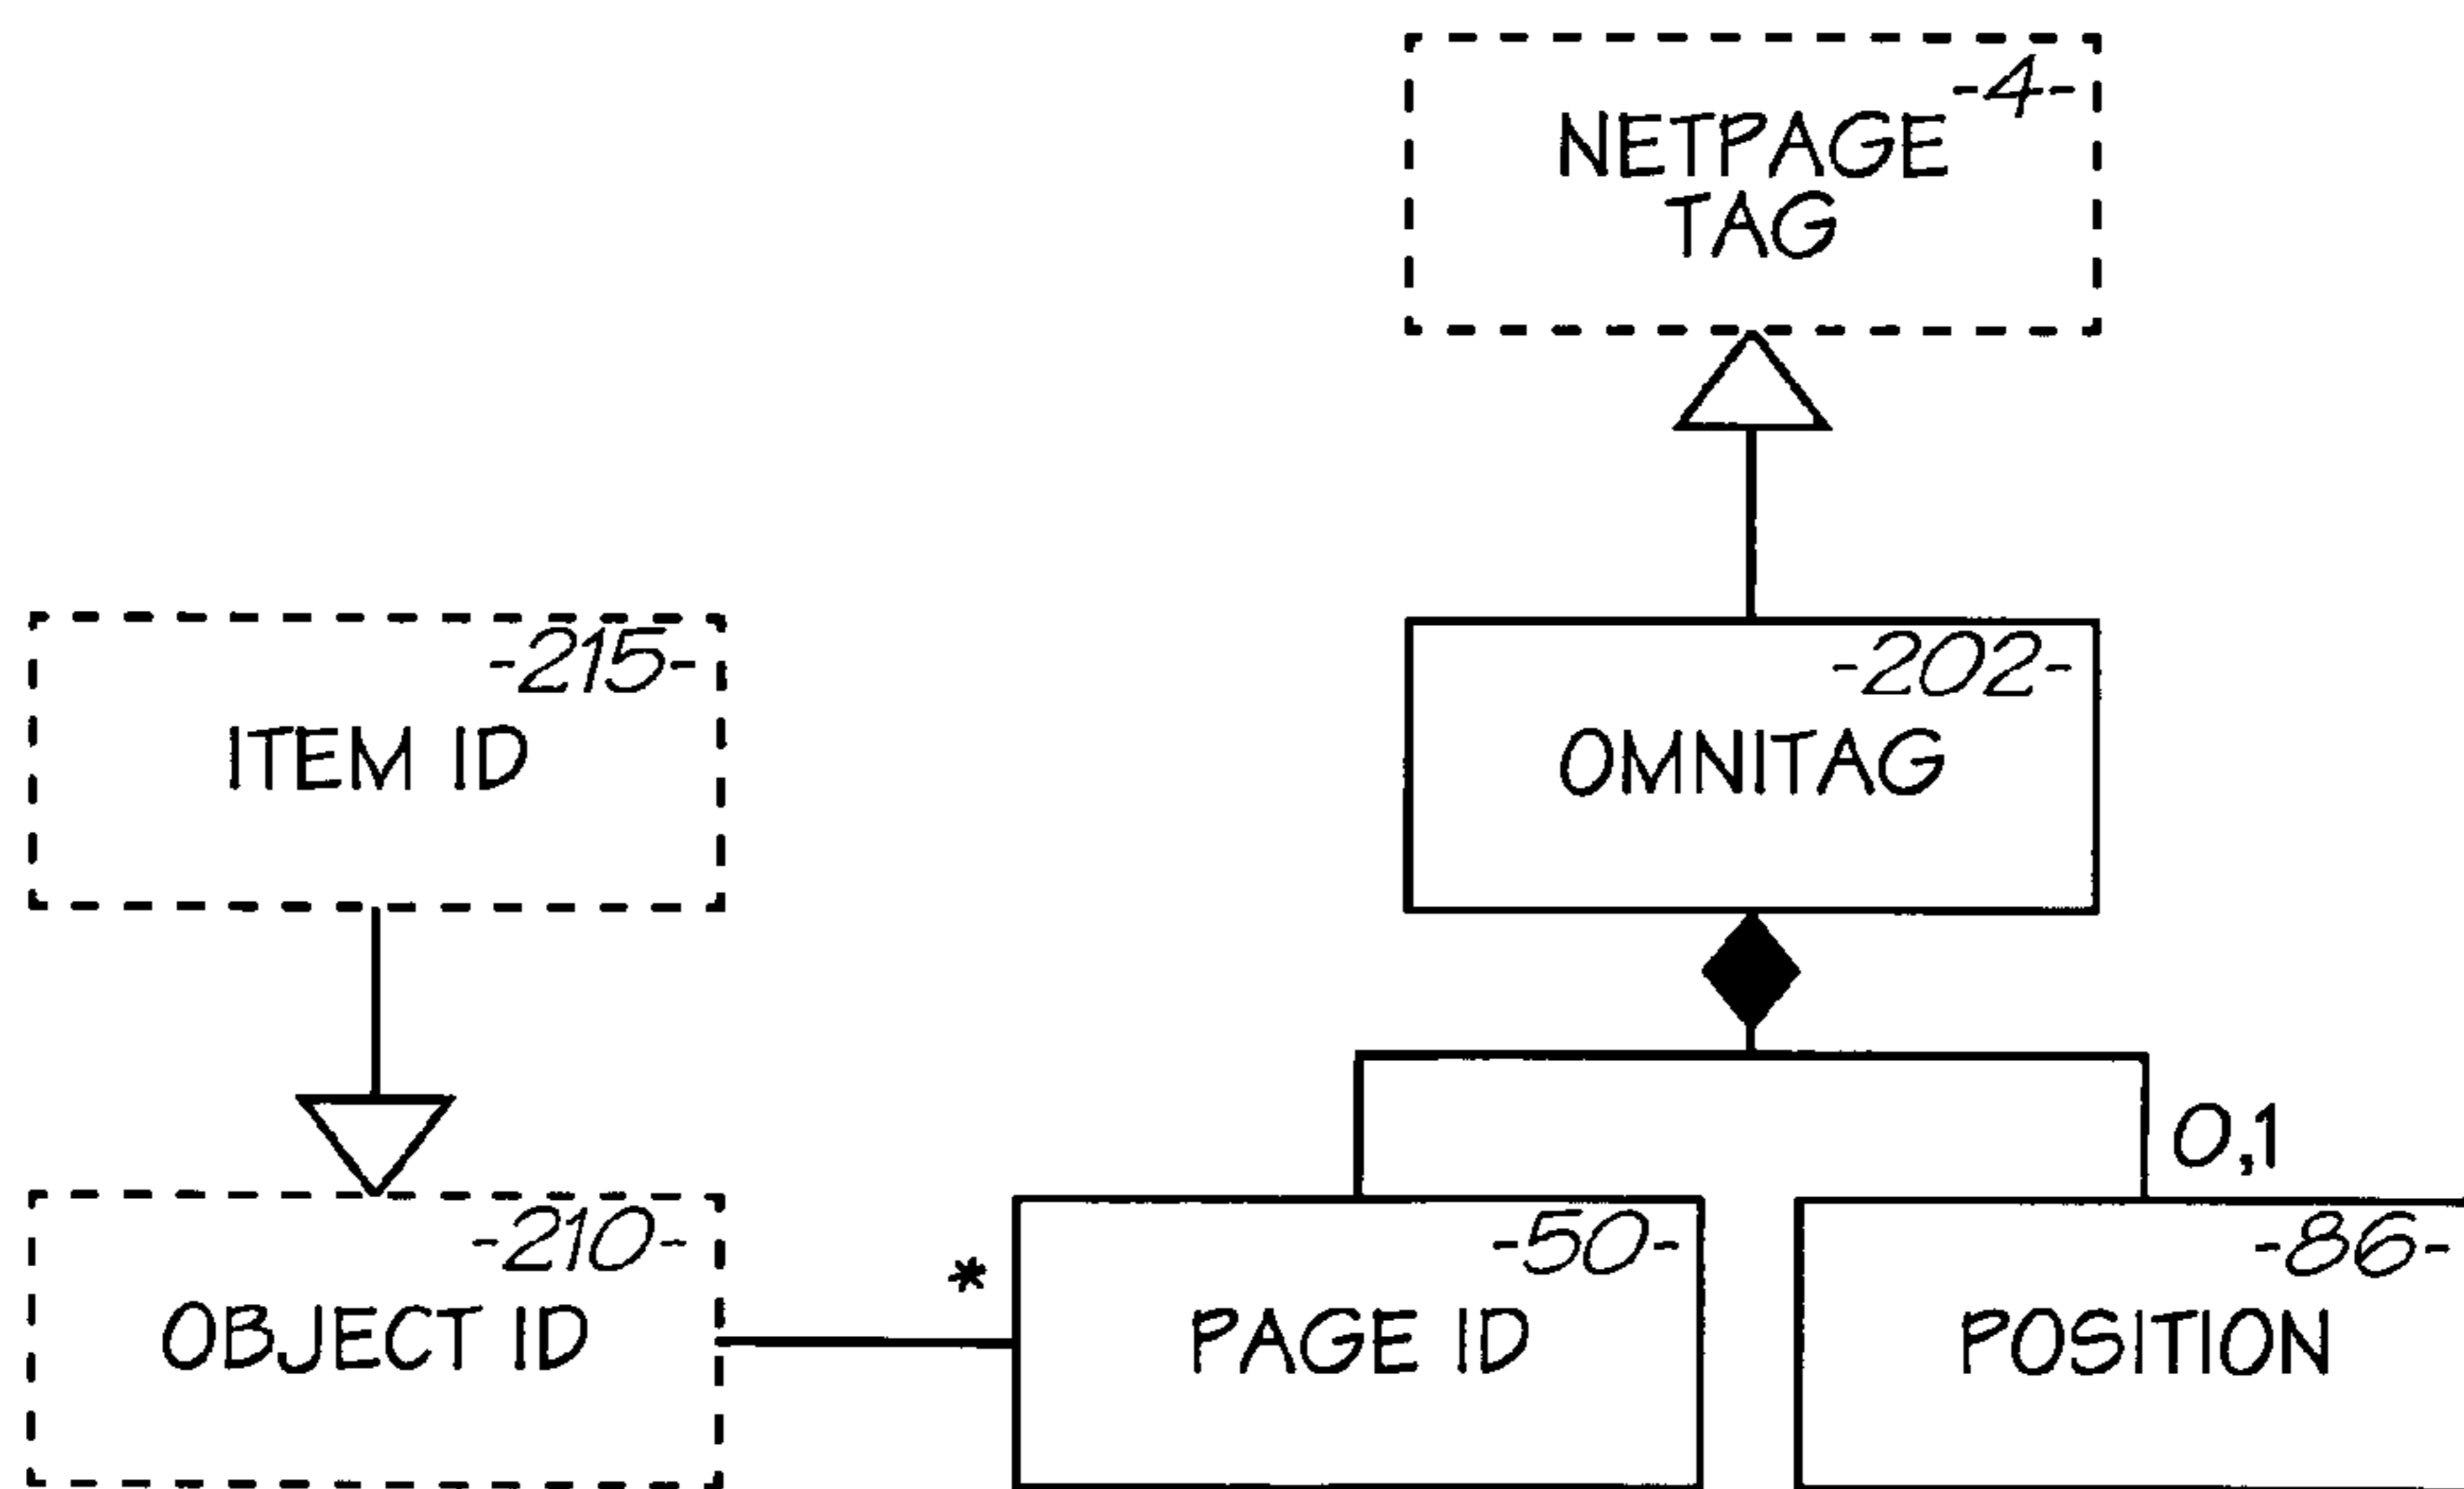 -4-
NETPAGE
TAG
-215-
ITEM ID
-202-
OMNITAG
0,1
-210-
OBJECT ID
*
-50-
PAGE ID
-86-
POSITION